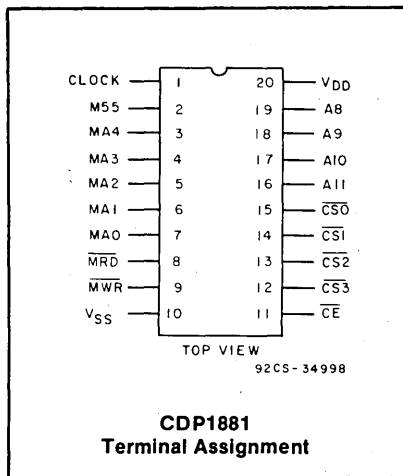 CLOCK 1 20 VDD
M55 2 19 A8
MA4 3 18 A9
MA3 4 17 A10
MA2 5 16 A11
MA1 6 15 CS0
MA0 7 14 CS1
MRD 8 13 CS2
MWR 9 12 CS3
VSS 10 11 CE
TOP VIEW
92CS-34998
CDP1881
Terminal Assignment